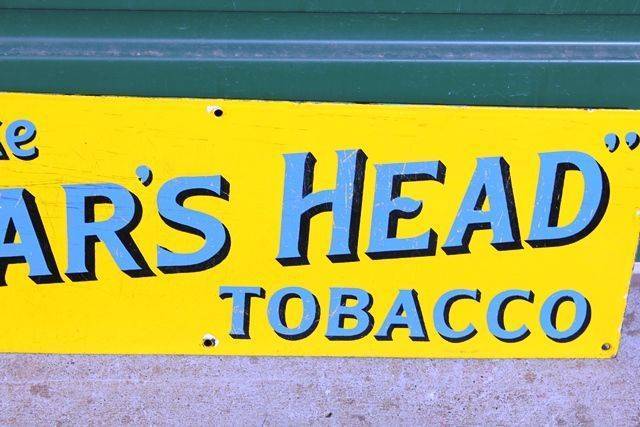 ke
AR'S HEAD"
TOBACCO